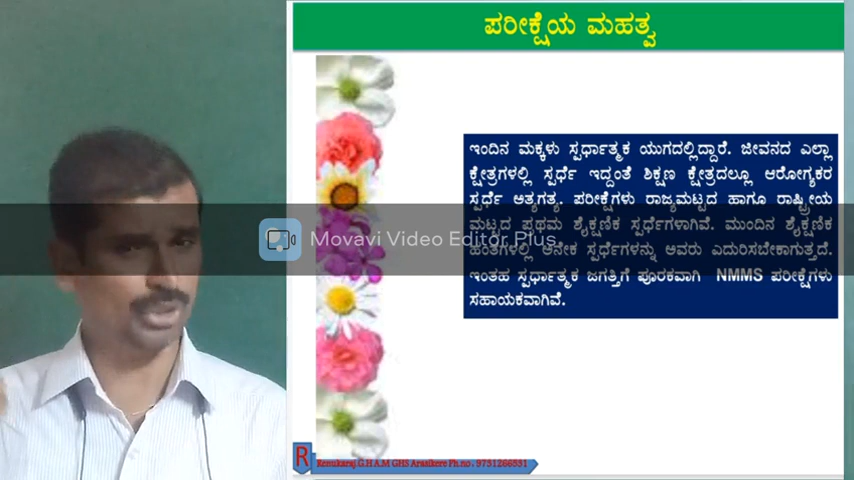 ಪರೀಕ್ಷೆಯ ಮಹತ್ವ
ಇಂದಿನ ಮಕ್ಕಳು ಸ್ಪರ್ಧಾತ್ಮಕ ಯುಗದಲ್ಲಿದ್ದಾರೆ. ಜೀವನದ ಎಲ್ಲಾ
ಕ್ಷೇತ್ರಗಳಲ್ಲಿ ಸ್ಪರ್ಧೆ ಇದ್ದಂತೆ ಶಿಕ್ಷಣ ಕ್ಷೇತ್ರದಲ್ಲೂ ಆರೋಗ್ಯಕರ
ಸ್ಪರ್ಧೆ ಅತ್ಯಗತ್ಯ. ಪರೀಕ್ಷೆಗಳು ರಾಜ್ಯಮಟ್ಟದ ಹಾಗೂ ರಾಷ್ಟ್ರೀಯ
ಮಟ್ಟದ ಪ್ರಥಮ ಶೈಕ್ಷಣಿಕ ಸ್ಪರ್ಧೆಗಳಾಗಿವೆ. ಮುಂದಿನ ಶೈಕ್ಷಣಿಕ
ಹಂತಗಳಲ್ಲಿ ಅನೇಕ ಸ್ಪರ್ಧೆಗಳನ್ನು ಅವರು ಎದುರಿಸಬೇಕಾಗುತ್ತದೆ.
ಇಂತಹ ಸ್ಪರ್ಧಾತ್ಮಕ ಜಗತ್ತಿಗೆ ಪೂರಕವಾಗಿ NMMS ಪರೀಕ್ಷೆಗಳು
ಸಹಾಯಕವಾಗಿವೆ.
Movavi Video Editor Plus
R
Renukaraj.G.H A.M GHS Arasikere Ph.no. 9731266531